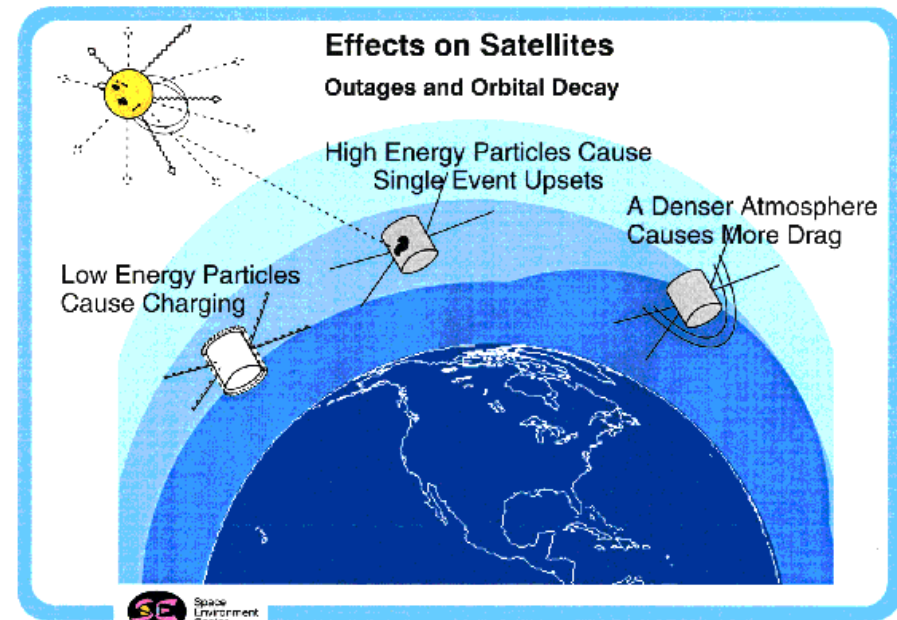 Effects on Satellites
Outages and Orbital Decay
High Energy Particles Cause
Single Event Upsets
A Denser Atmosphere
Causes More Drag
Low Energy Particles
Cause Charging
Space
Environment